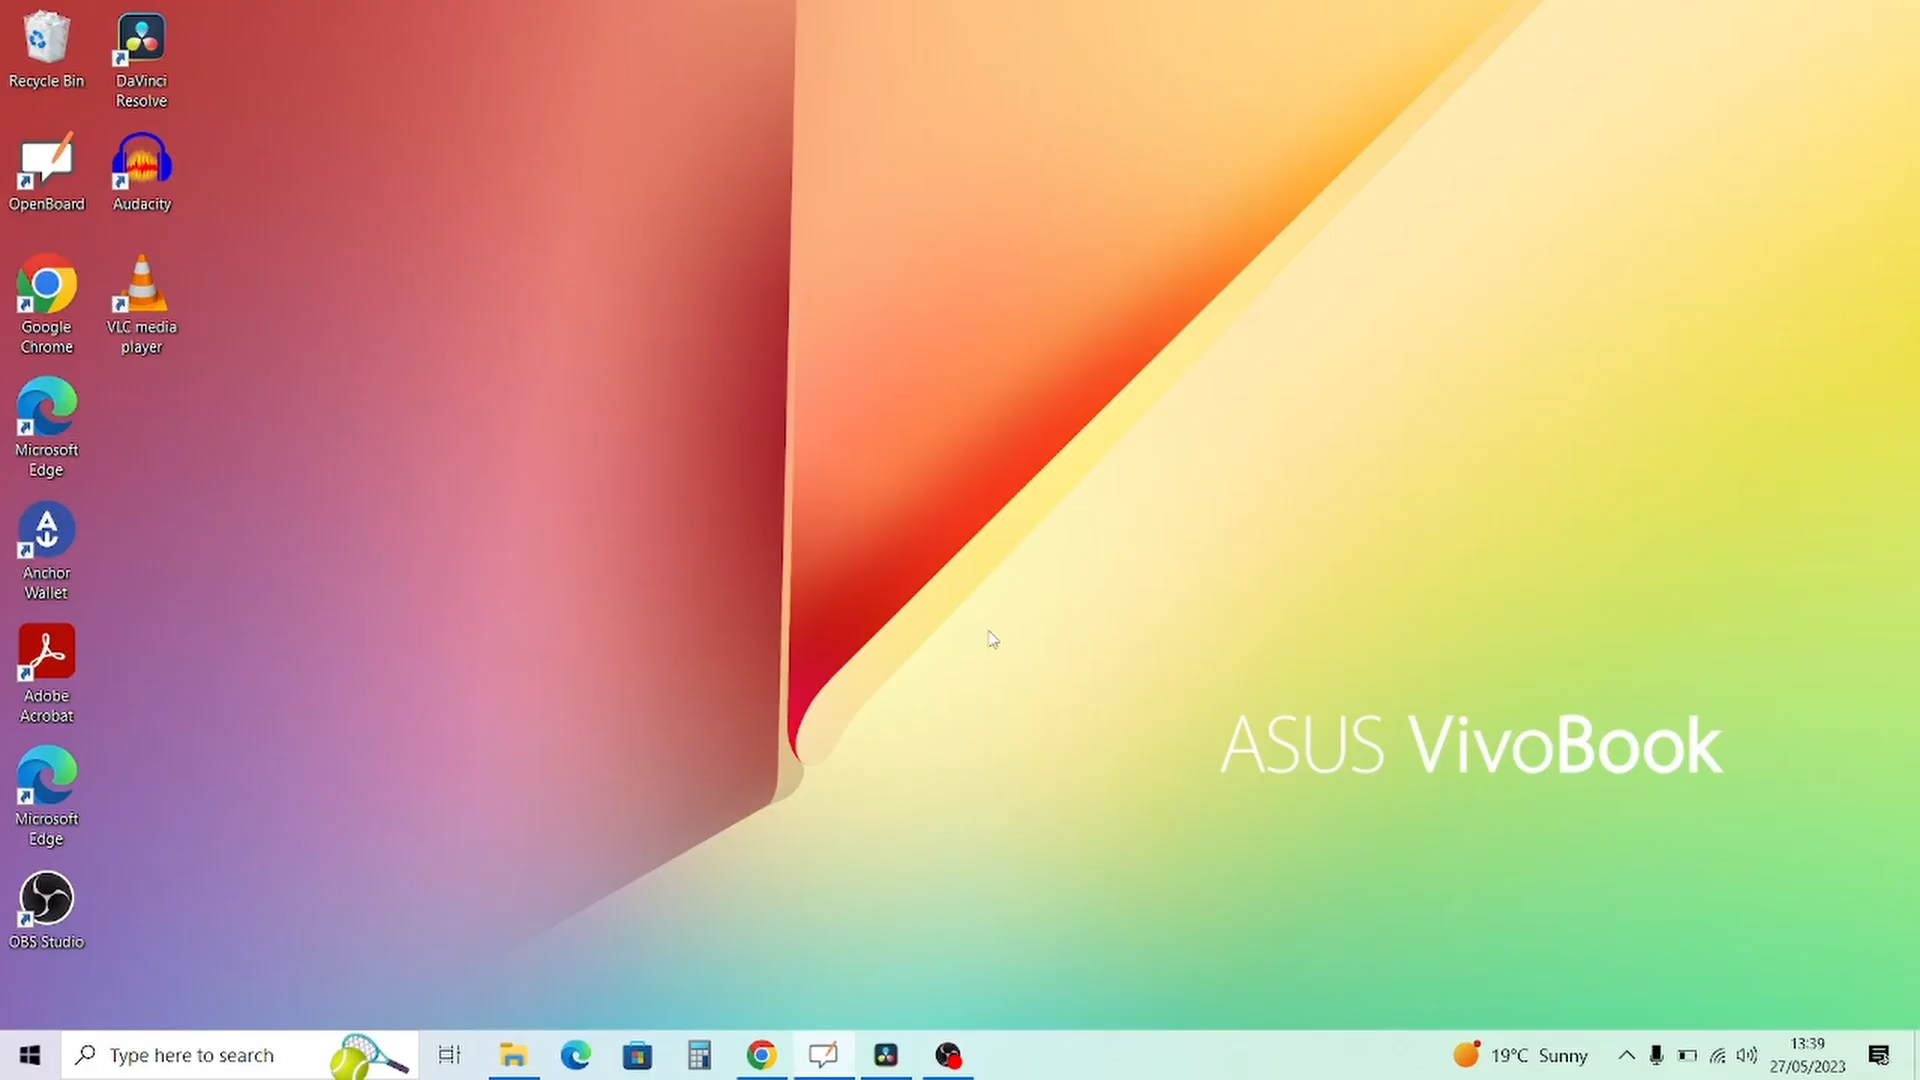 Recycle Bin
DaVinci
Resolve
OpenBoard
Audacity
Google
Chrome
VLC media
player
Microsoft
Edge
Anchor
Wallet
Adobe
Acrobat
Microsoft
Edge
OBS Studio
ASUS VivoBook
Type here to search
19°C Sunny
13:39
27/05/2023